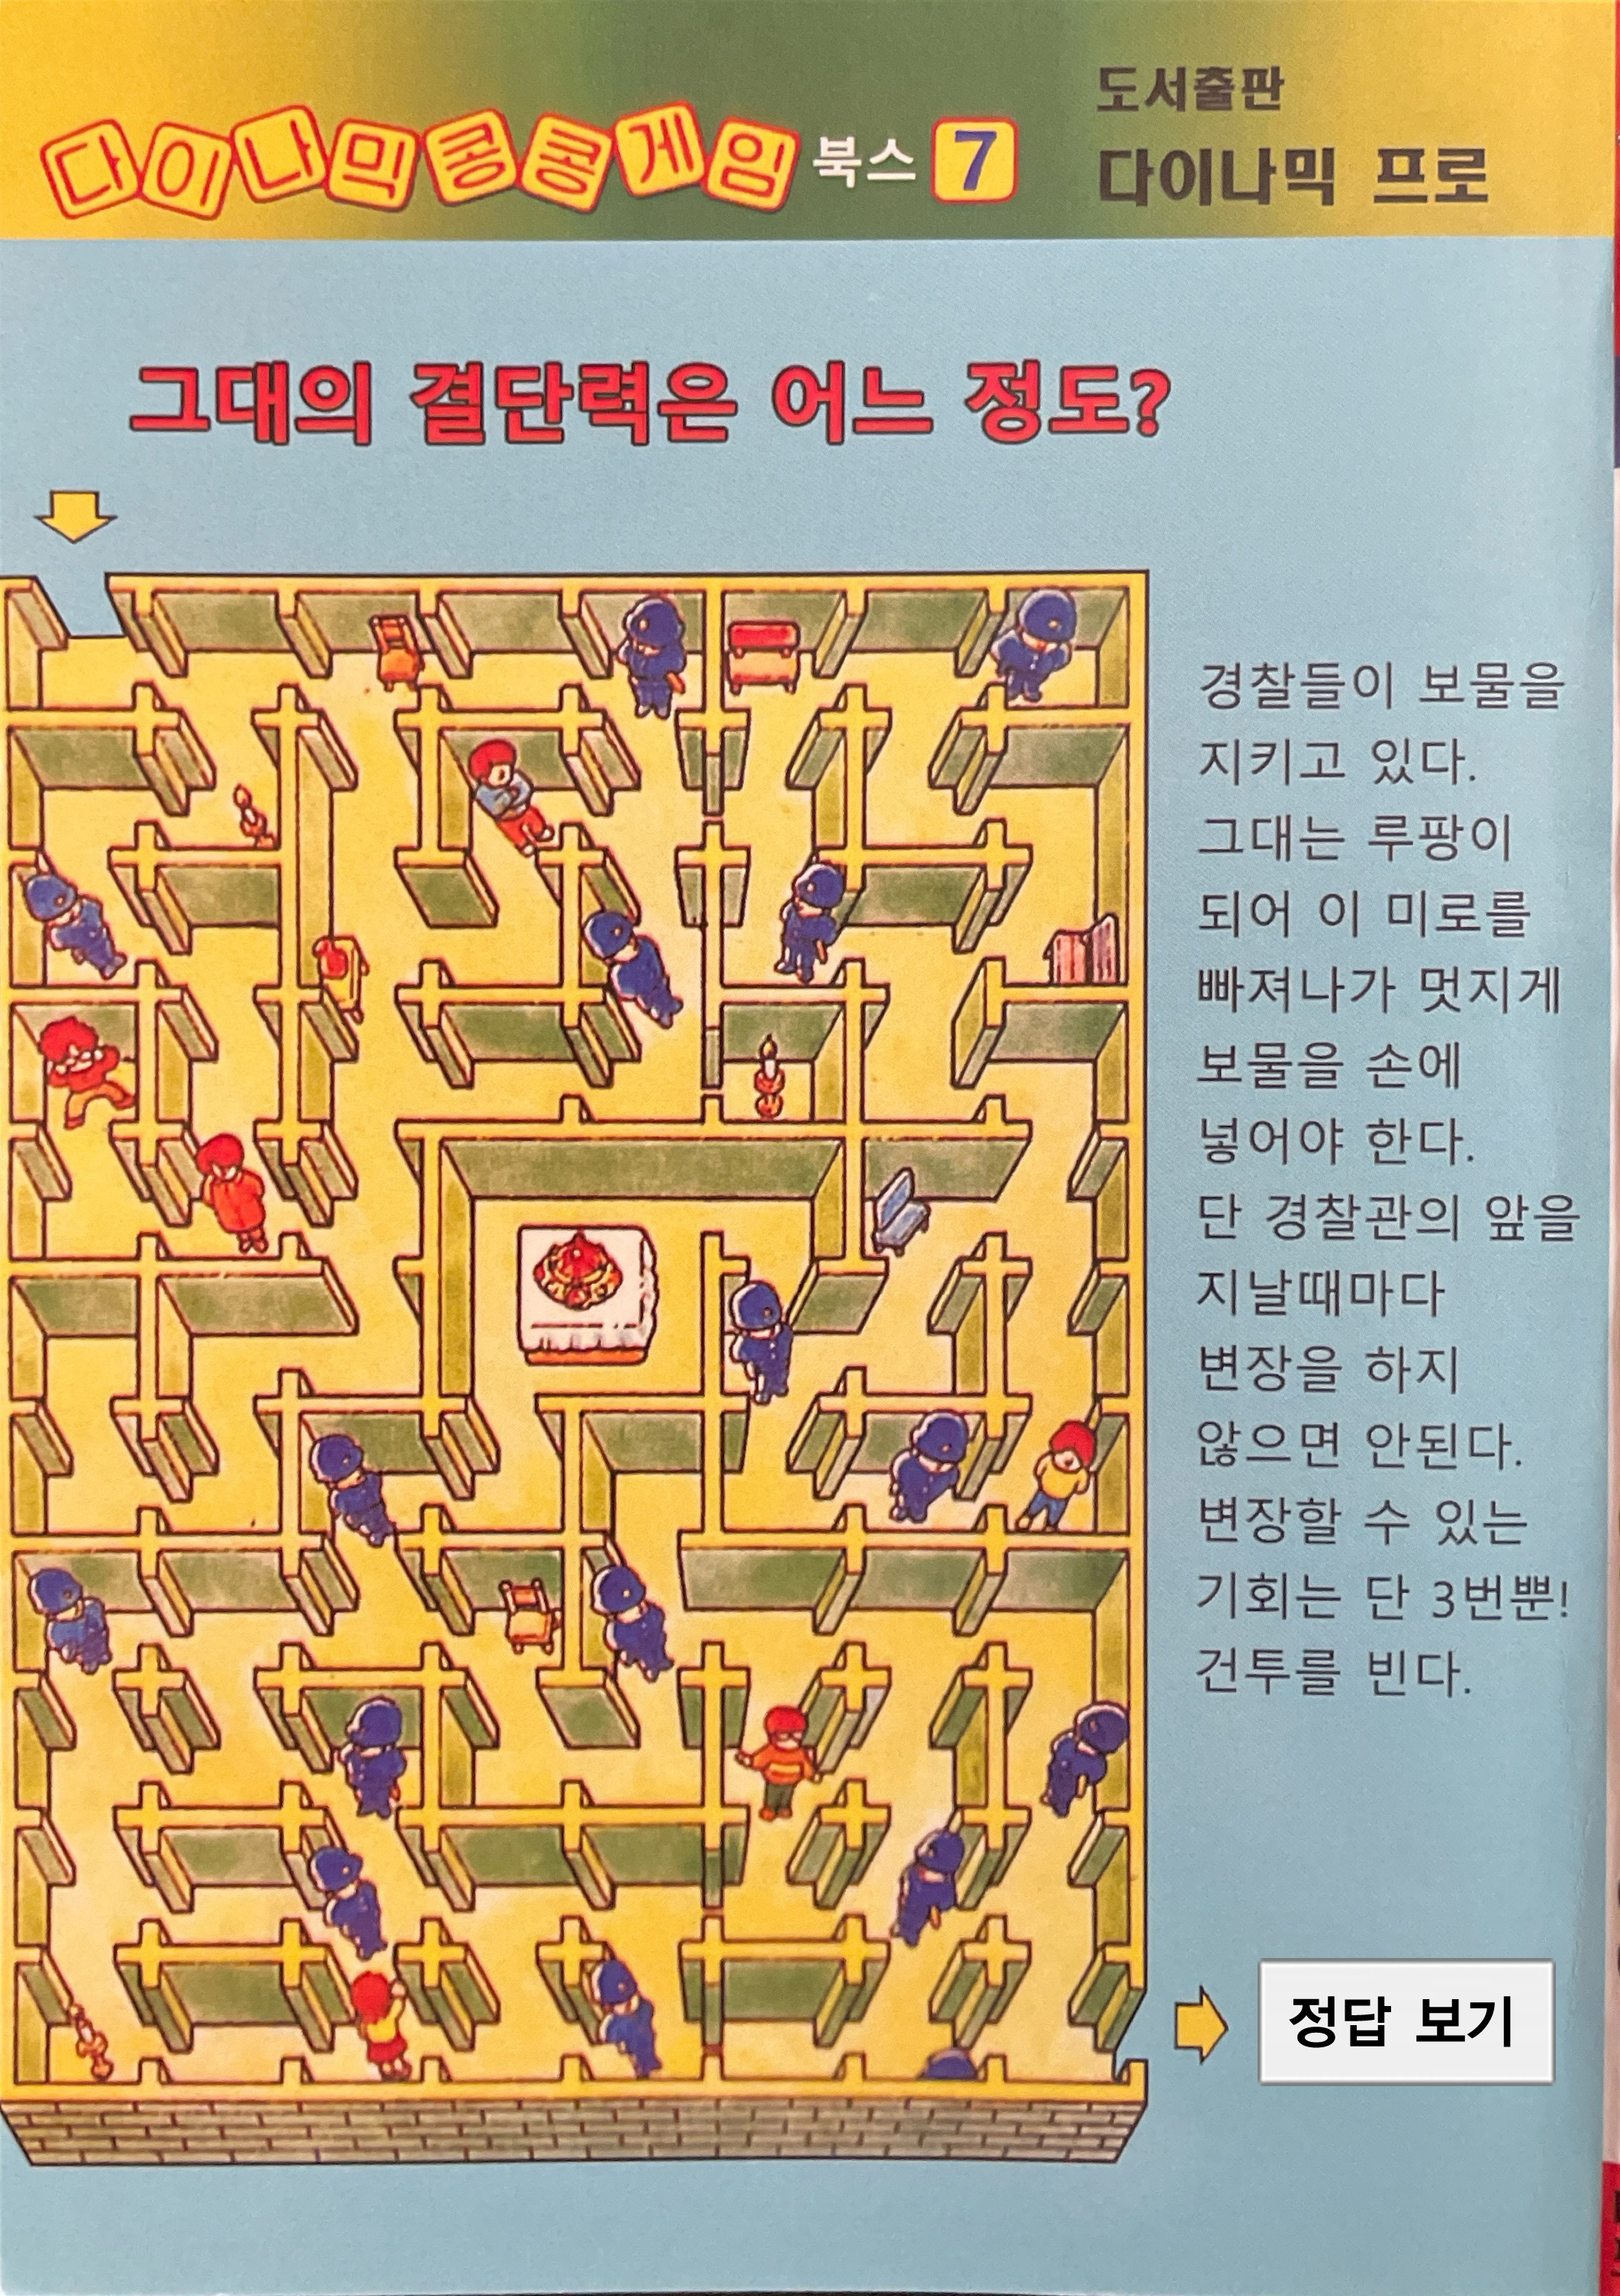 다이나믹콩콩게임 북스 7
도서출판
다이나믹 프로
그대의 결단력은 어느 정도?
경찰들이 보물을
지키고 있다.
그대는 루팡이
되어 이 미로를
빠져나가 멋지게
보물을 손에
넣어야 한다.
단 경찰관의 앞을
지날때마다
변장을 하지
않으면 안된다.
변장할 수 있는
기회는 단 3번뿐!
건투를 빈다.
정답 보기